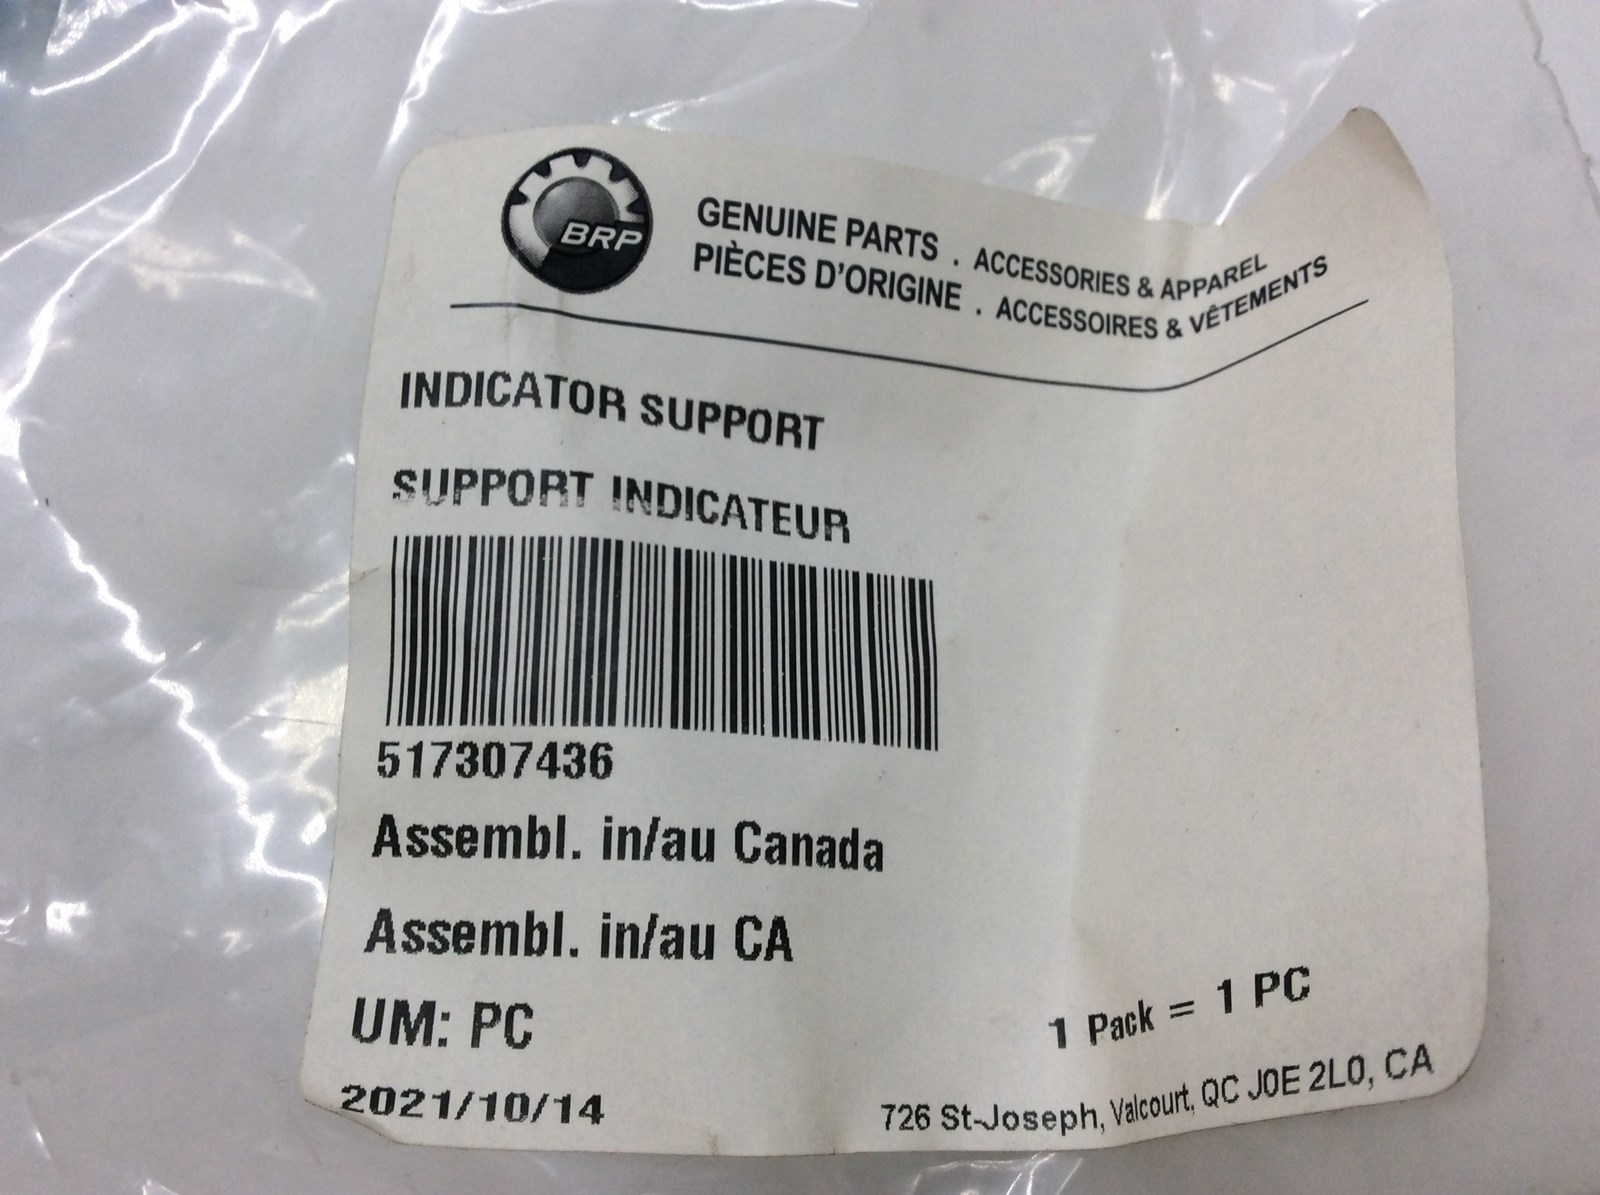 BRP
GENUINE PARTS . ACCESSORIES & APPAREL
PIÈCES D'ORIGINE . ACCESSOIRES & VÊTEMENTS
INDICATOR SUPPORT
SUPPORT INDICATEUR
517307436
Assembl. in/au Canada
Assembl. in/au CA
UM: PC
1 Pack = 1 PC
2021/10/14
726 St-Joseph, Valcourt, QC J0E 2L0, CA